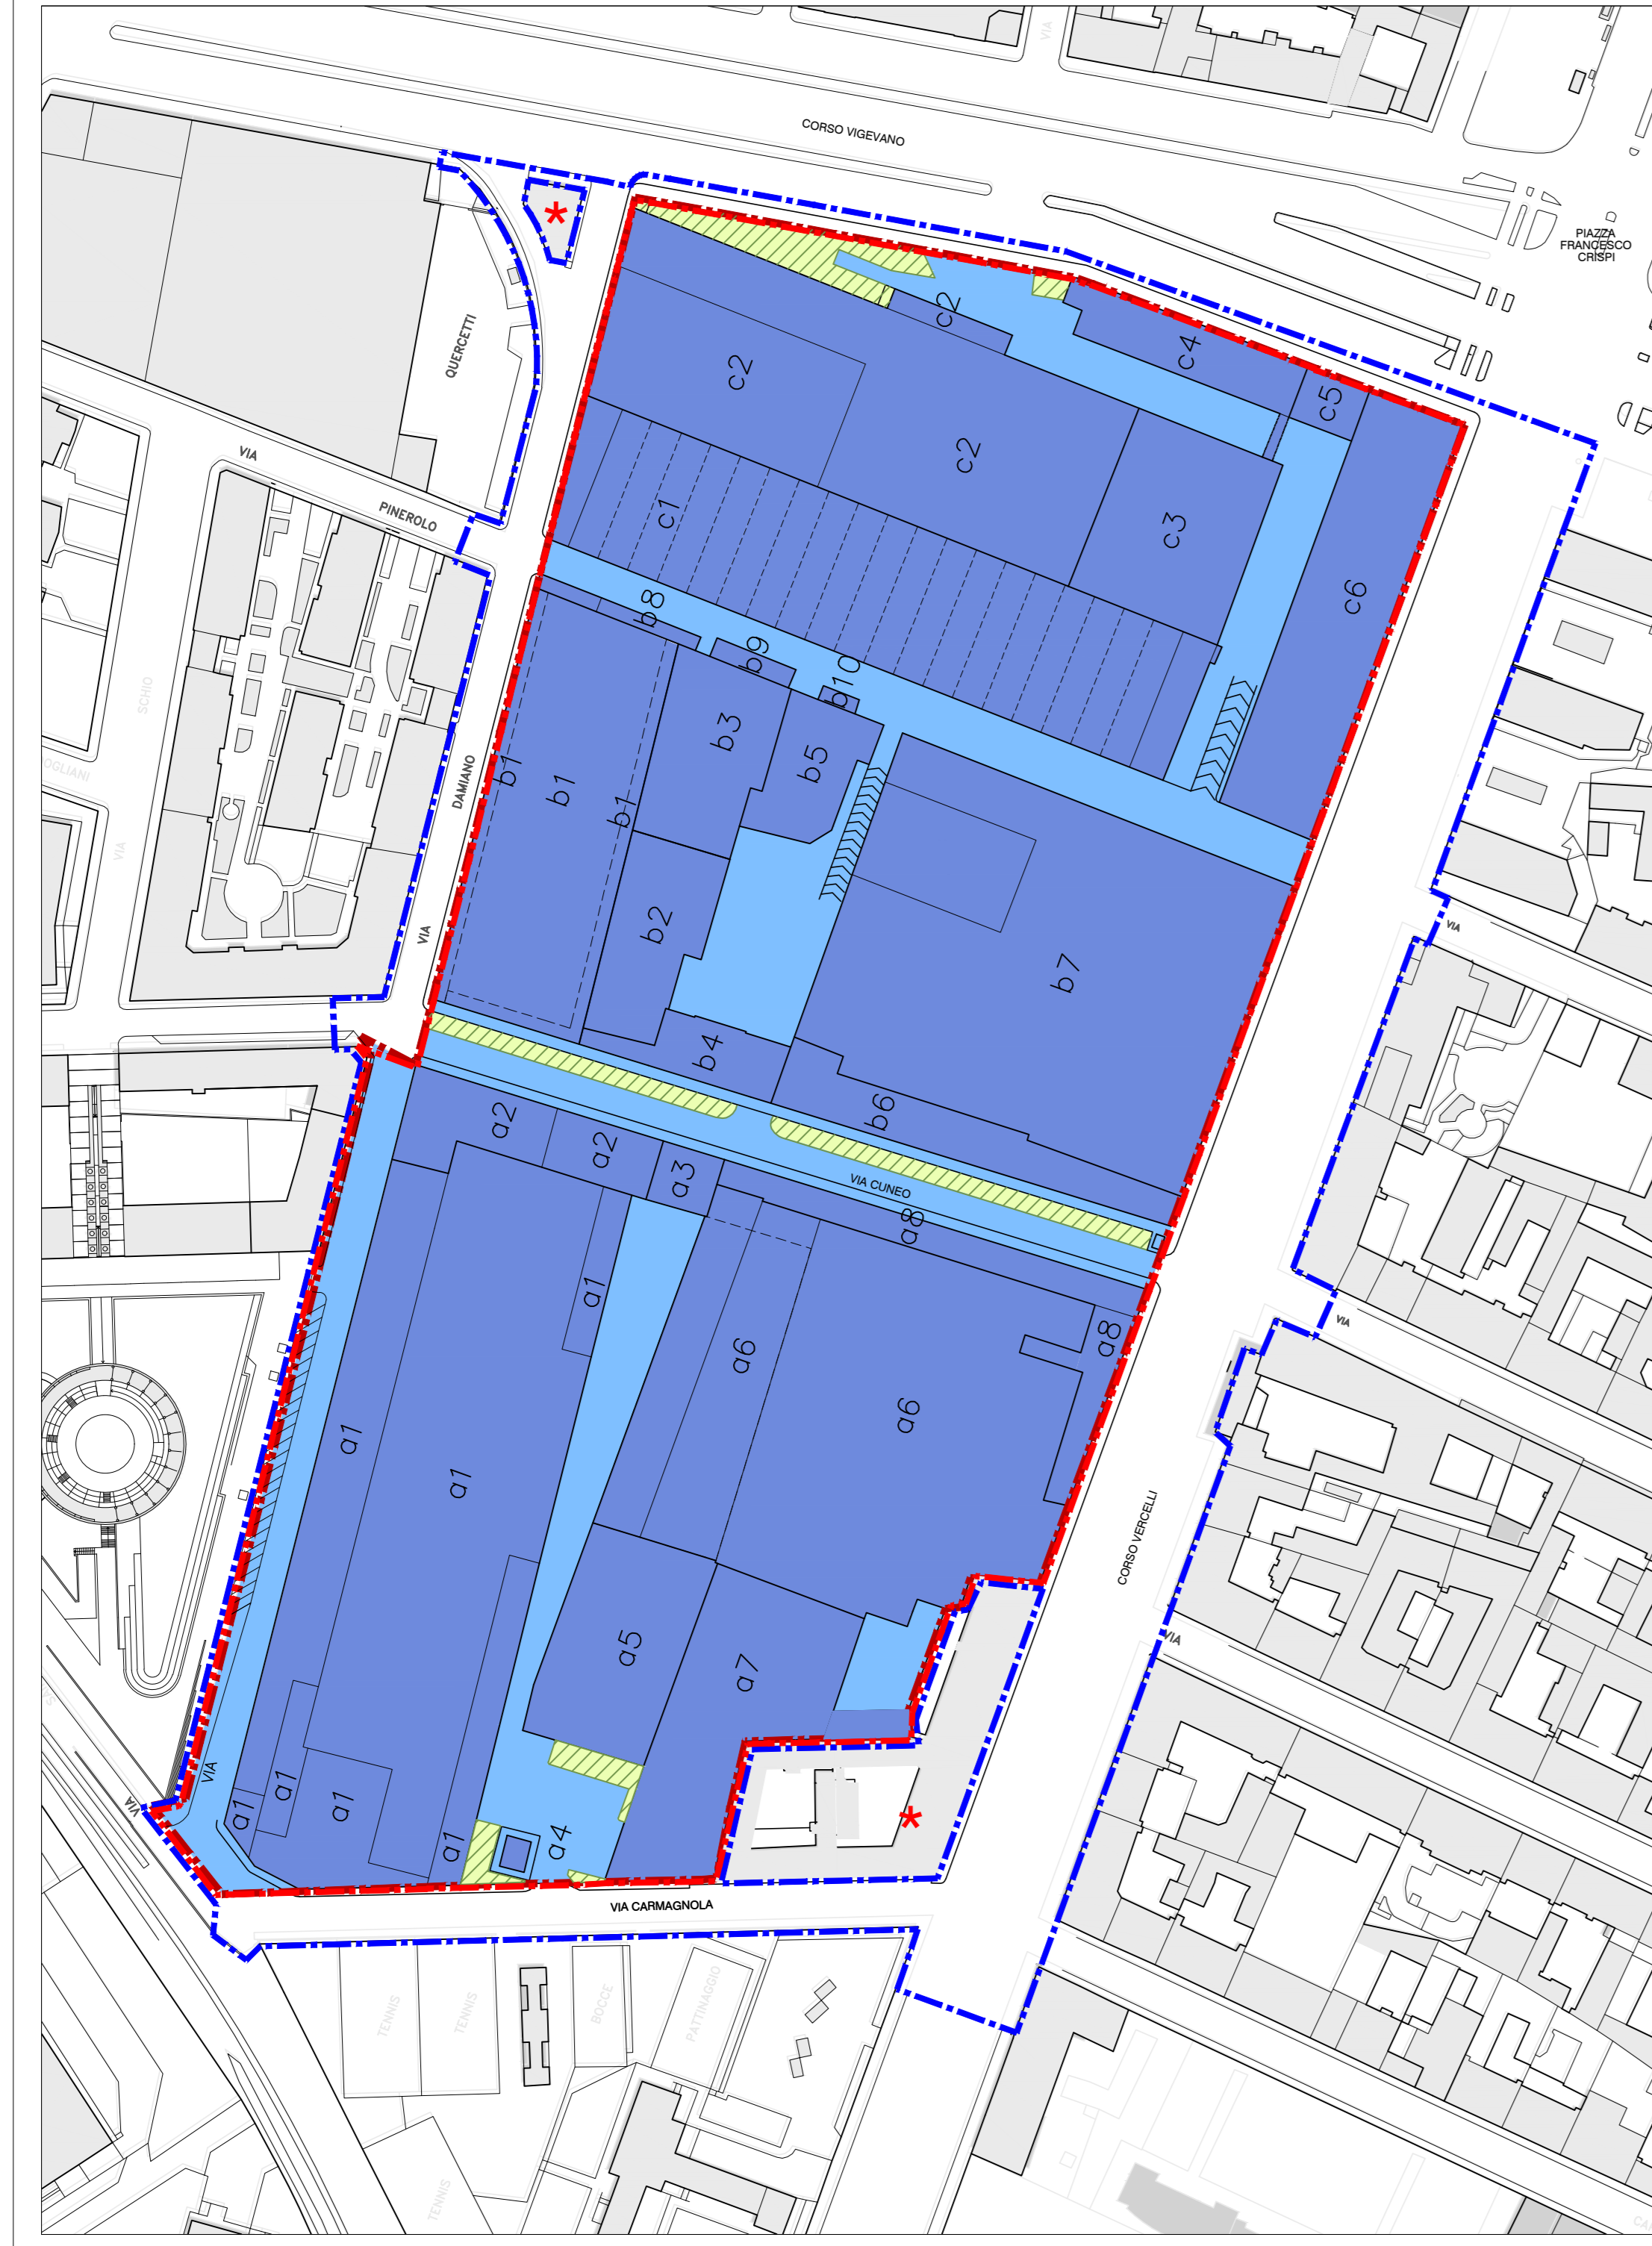 VIA
CORSO VIGEVANO
PIAZZA
FRANCESCO
CRISPI
*
QUERCETTI
c2
c4
c2
c5
VIA
PINEROLO
c2
c1
c3
c6
b8
b9
b10
SCHIO
OGLIANI
DAMIANO
b3
b5
b1
b1
b1
VIA
b2
VIA
VIA
b7
b4
b6
a2
a2
a3
VIA CUNEO
a8
a1
VIA
a8
a6
a6
a1
a1
CORSO VERCELLI
a5
VIA
a7
VIA
VIA
a1
a1
a1
a1
a4
*
VIA CARMAGNOLA
TENNIS
TENNIS
BOCCE
PATTINAGGIO
TENNIS